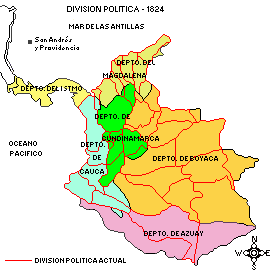 DIVISION POLITICA - 1824
MAR DE LAS ANTILLAS
San Andrés
y Providencia
DEPTO. DEL
MAGDALENA
DEPTO. DEL ISTMO
DEPTO. DE
CUNDINAMARCA
OCEANO
PACIFICO
DEPTO.
DE
CAUCA
DEPTO. DE BOYACA
DEPTO. DE AZUAY
N
W
E
S
DIVISION POLITICA ACTUAL